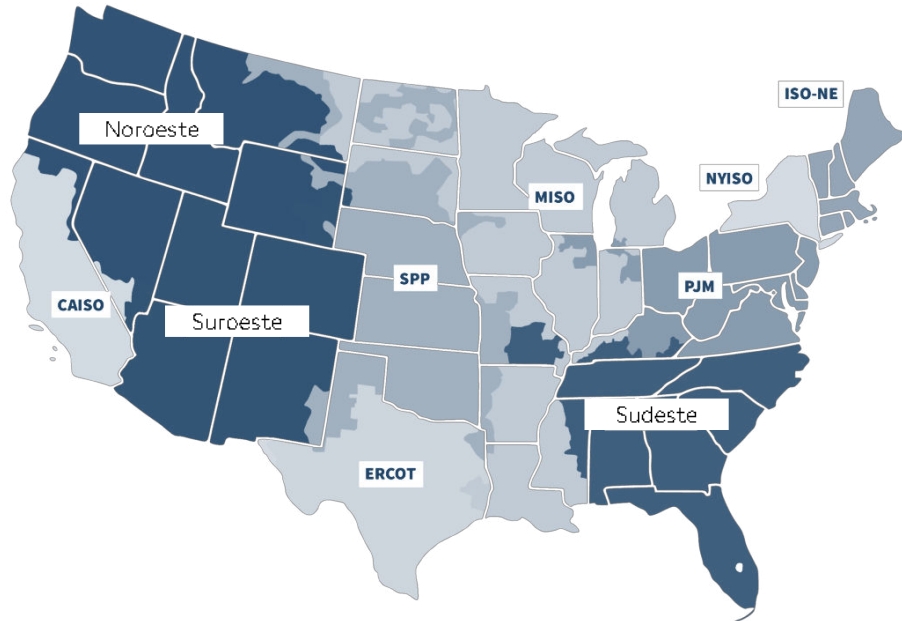 ISO-NE
Noroeste
NYISO
MISO
SPP
PJM
CAISO
Suroeste
Sudeste
ERCOT